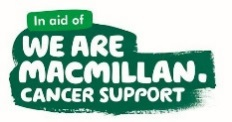 In aid of
WE ARE
MACMILLAN.
CANCER SUPPORT